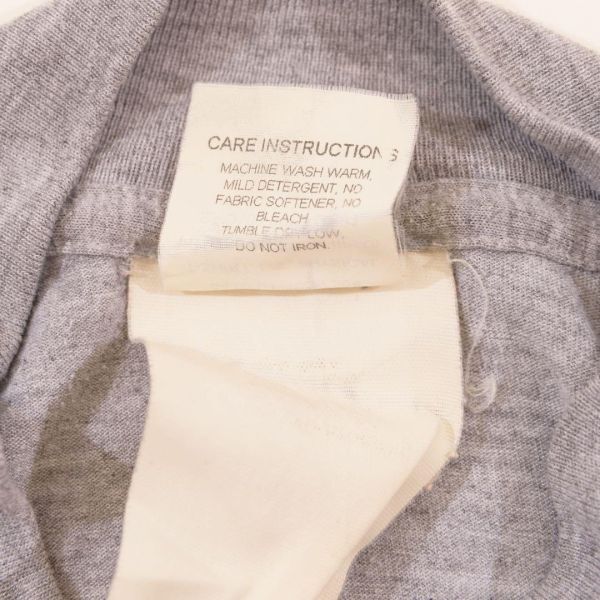 CARE INSTRUCTIONS
MACHINE WASH WARM,
MILD DETERGENT, NO
FABRIC SOFTENER, NO
BLEACH
TUMBLE DRY LOW,
DO NOT IRON.